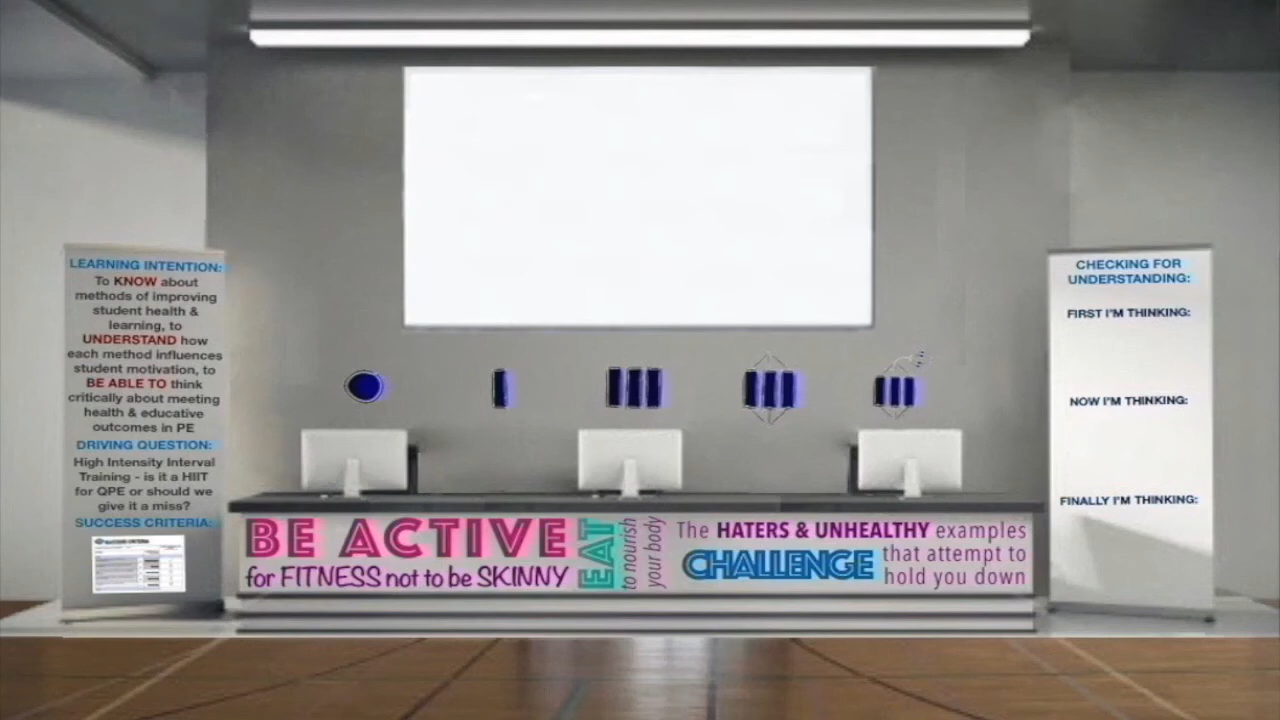 LEARNING INTENTION:
To KNOW about
methods of improving
student health &
learning, to
UNDERSTAND how
each method influences
student motivation, to
BE ABLE TO think
critically about meeting
health & educative
outcomes in PE
DRIVING QUESTION:
High Intensity Interval
Training - is it a HIIT
for QPE or should we
give it a miss?
SUCCESS CRITERIA:
BE ACTIVE
for FITNESS not to be SKINNY
EAT
to nourish
your body
The HATERS & UNHEALTHY examples
CHALLENGE that attempt to
hold you down
CHECKING FOR
UNDERSTANDING:
FIRST I'M THINKING:
NOW I'M THINKING:
FINALLY I'M THINKING: